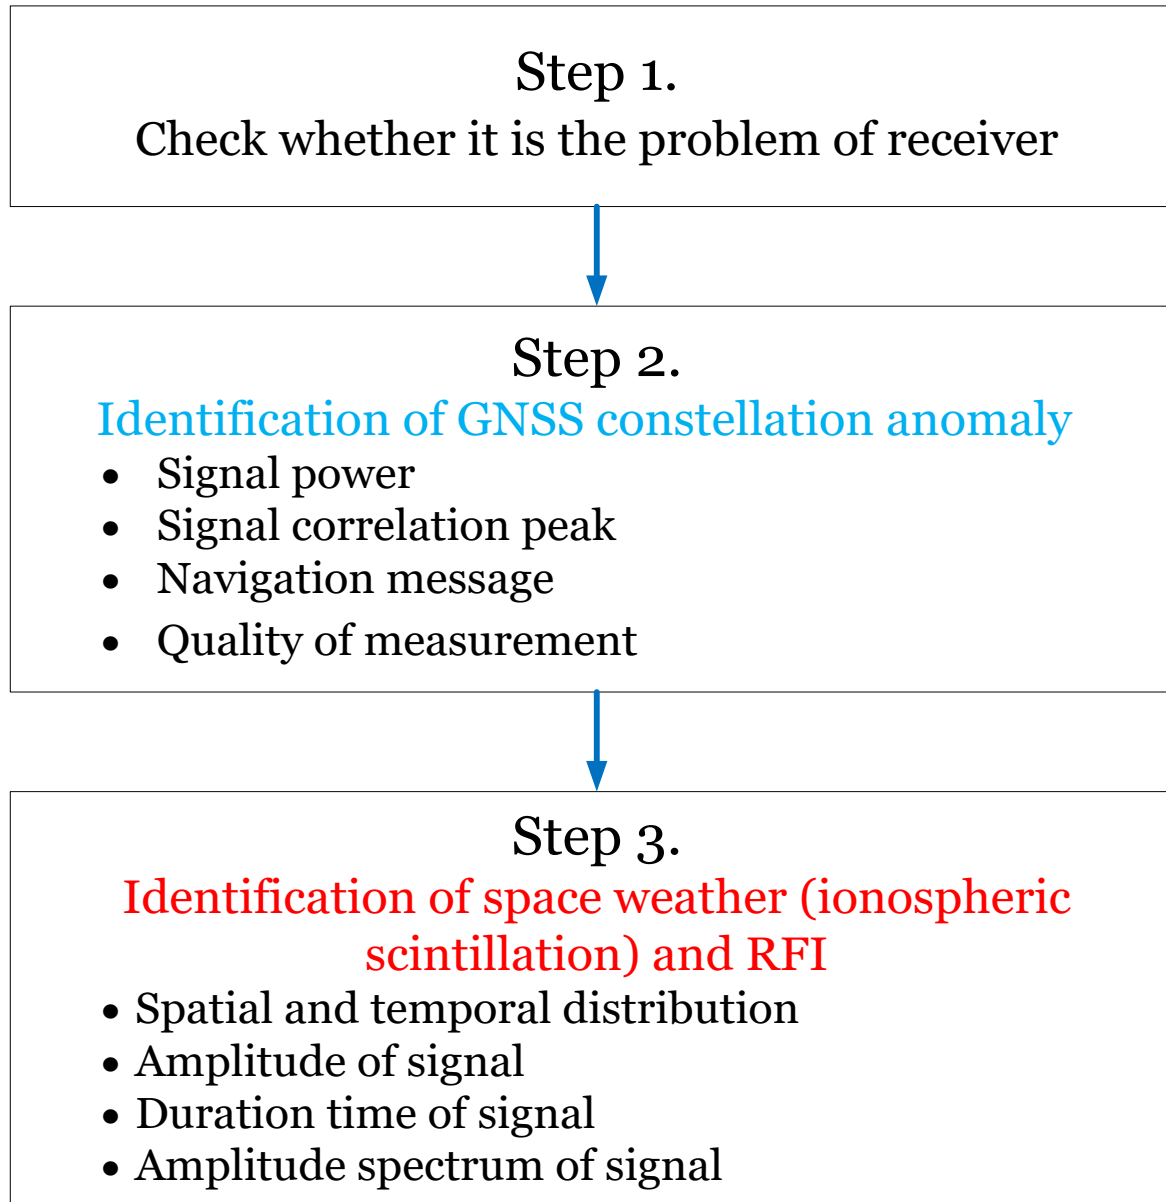 Step 1.
Check whether it is the problem of receiver
Step 2.
Identification of GNSS constellation anomaly
• Signal power
• Signal correlation peak
• Navigation message
• Quality of measurement
Step 3.
Identification of space weather (ionospheric
scintillation) and RFI
• Spatial and temporal distribution
• Amplitude of signal
• Duration time of signal
• Amplitude spectrum of signal